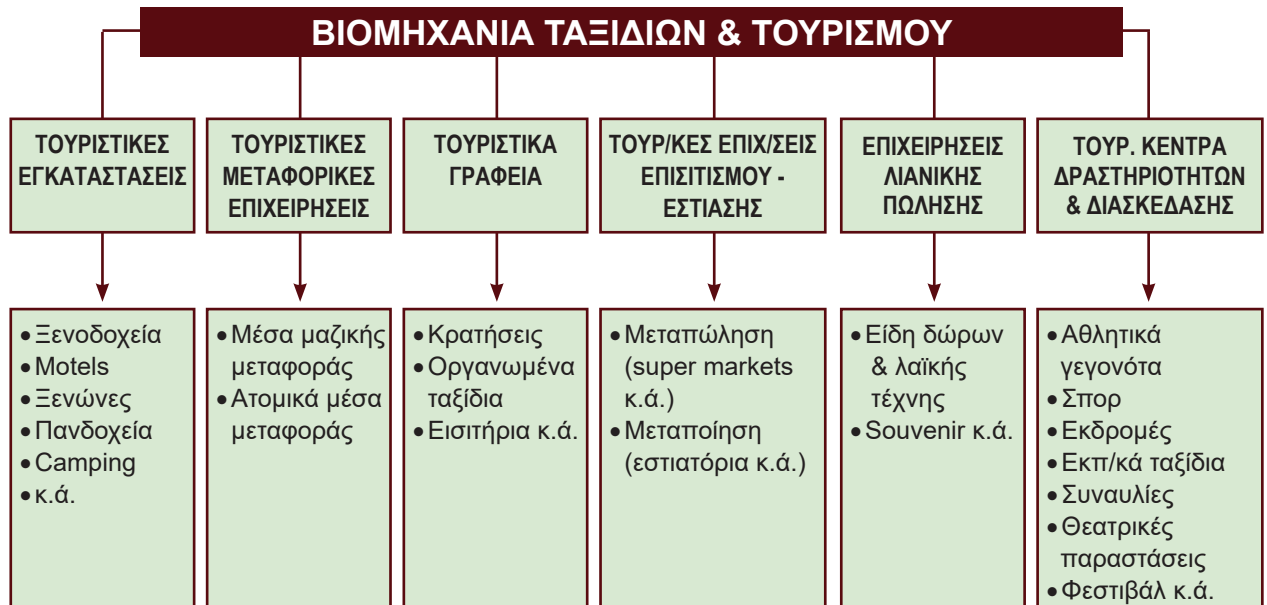 ΒΙΟΜΗΧΑΝΙΑ ΤΑΞΙΔΙΩΝ & ΤΟΥΡΙΣΜΟΥ
ΤΟΥΡΙΣΤΙΚΕΣ
ΕΓΚΑΤΑΣΤΑΣΕΙΣ
ΤΟΥΡΙΣΤΙΚΕΣ
ΜΕΤΑΦΟΡΙΚΕΣ
ΕΠΙΧΕΙΡΗΣΕΙΣ
ΤΟΥΡΙΣΤΙΚΑ
ΓΡΑΦΕΙΑ
ΤΟΥΡ/ΚΕΣ ΕΠΙΧ/ΣΕΙΣ
ΕΠΙΣΙΤΙΣΜΟΥ -
ΕΣΤΙΑΣΗΣ
ΕΠΙΧΕΙΡΗΣΕΙΣ
ΛΙΑΝΙΚΗΣ
ΠΩΛΗΣΗΣ
ΤΟΥΡ. ΚΕΝΤΡΑ
ΔΡΑΣΤΗΡΙΟΤΗΤΩΝ
& ΔΙΑΣΚΕΔΑΣΗΣ
• Ξενοδοχεία
• Motels
• Ξενώνες
• Πανδοχεία
• Camping
• κ.ά.
• Μέσα μαζικής
μεταφοράς
• Ατομικά μέσα
μεταφοράς
• Κρατήσεις
• Οργανωμένα
ταξίδια
• Εισιτήρια κ.ά.
• Μεταπώληση
(super markets
κ.ά.)
• Μεταποίηση
(εστιατόρια κ.ά.)
• Είδη δώρων
& λαϊκής
τέχνης
• Souvenir κ.ά.
• Αθλητικά
γεγονότα
• Σπορ
• Εκδρομές
• Εκπ/κά ταξίδια
• Συναυλίες
• Θεατρικές
παραστάσεις
• Φεστιβάλ κ.ά.